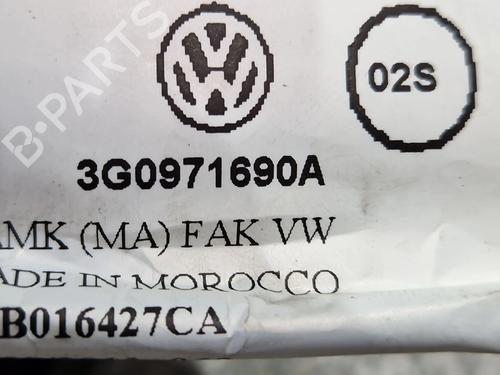 02S
3G0971690A
AMK (MA) FAK VW
ADE IN MOROCCO
B016427CA
B-PARTS